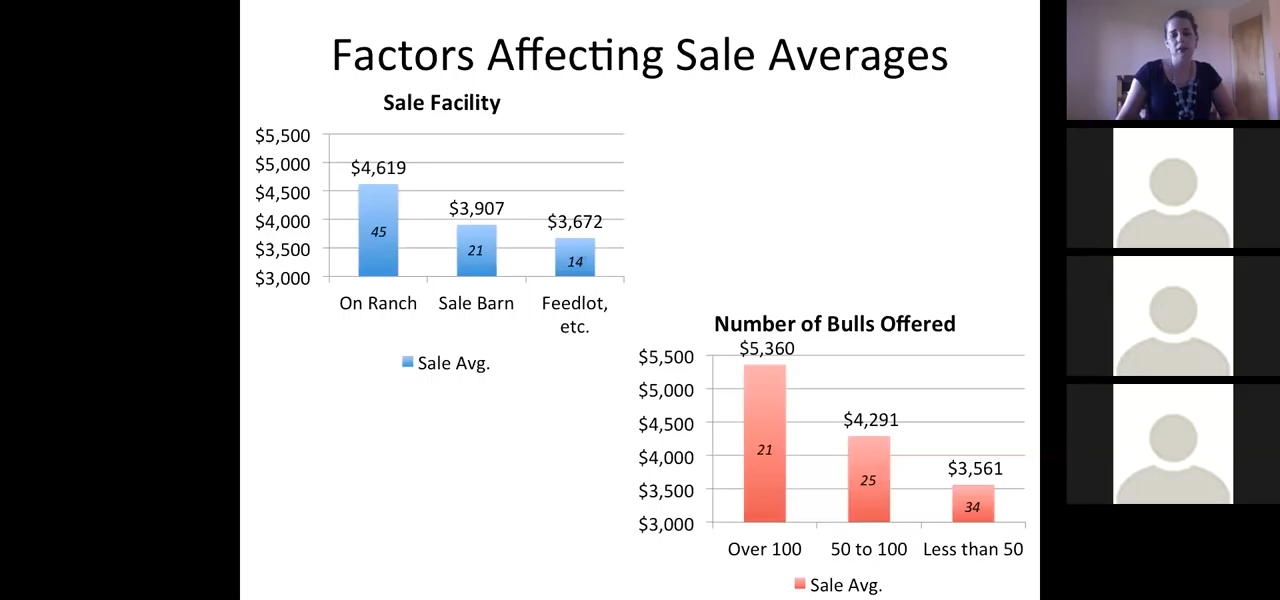 Factors Affecting Sale Averages
Sale Facility
$5,500
$5,000
$4,500
$4,000
$3,500
$3,000
$4,619
$3,907
$3,672
45
21
14
On Ranch
Sale Barn
Feedlot,
etc.
Sale Avg.
Number of Bulls Offered
$5,500
$5,000
$4,500
$4,000
$3,500
$3,000
$5,360
$4,291
$3,561
21
25
34
Over 100
50 to 100
Less than 50
Sale Avg.